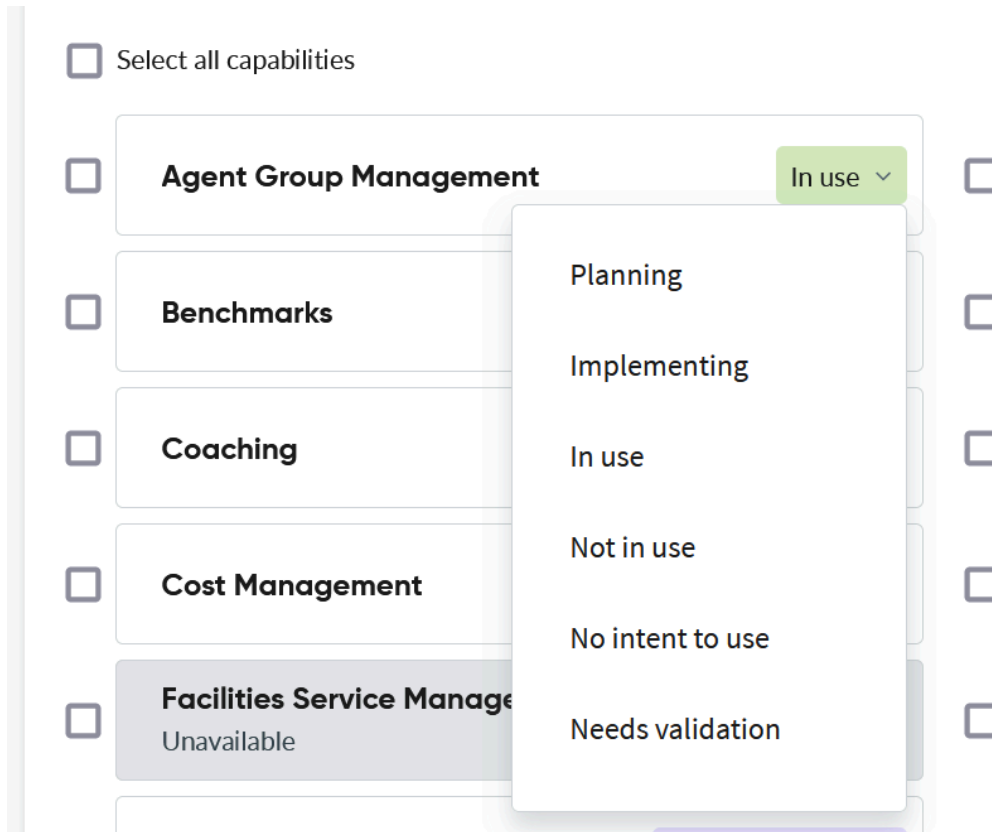 Select all capabilities
Agent Group Management
In use
Planning
Benchmarks
Implementing
Coaching
In use
Not in use
Cost Management
No intent to use
Facilities Service Manage
Unavailable
Needs validation